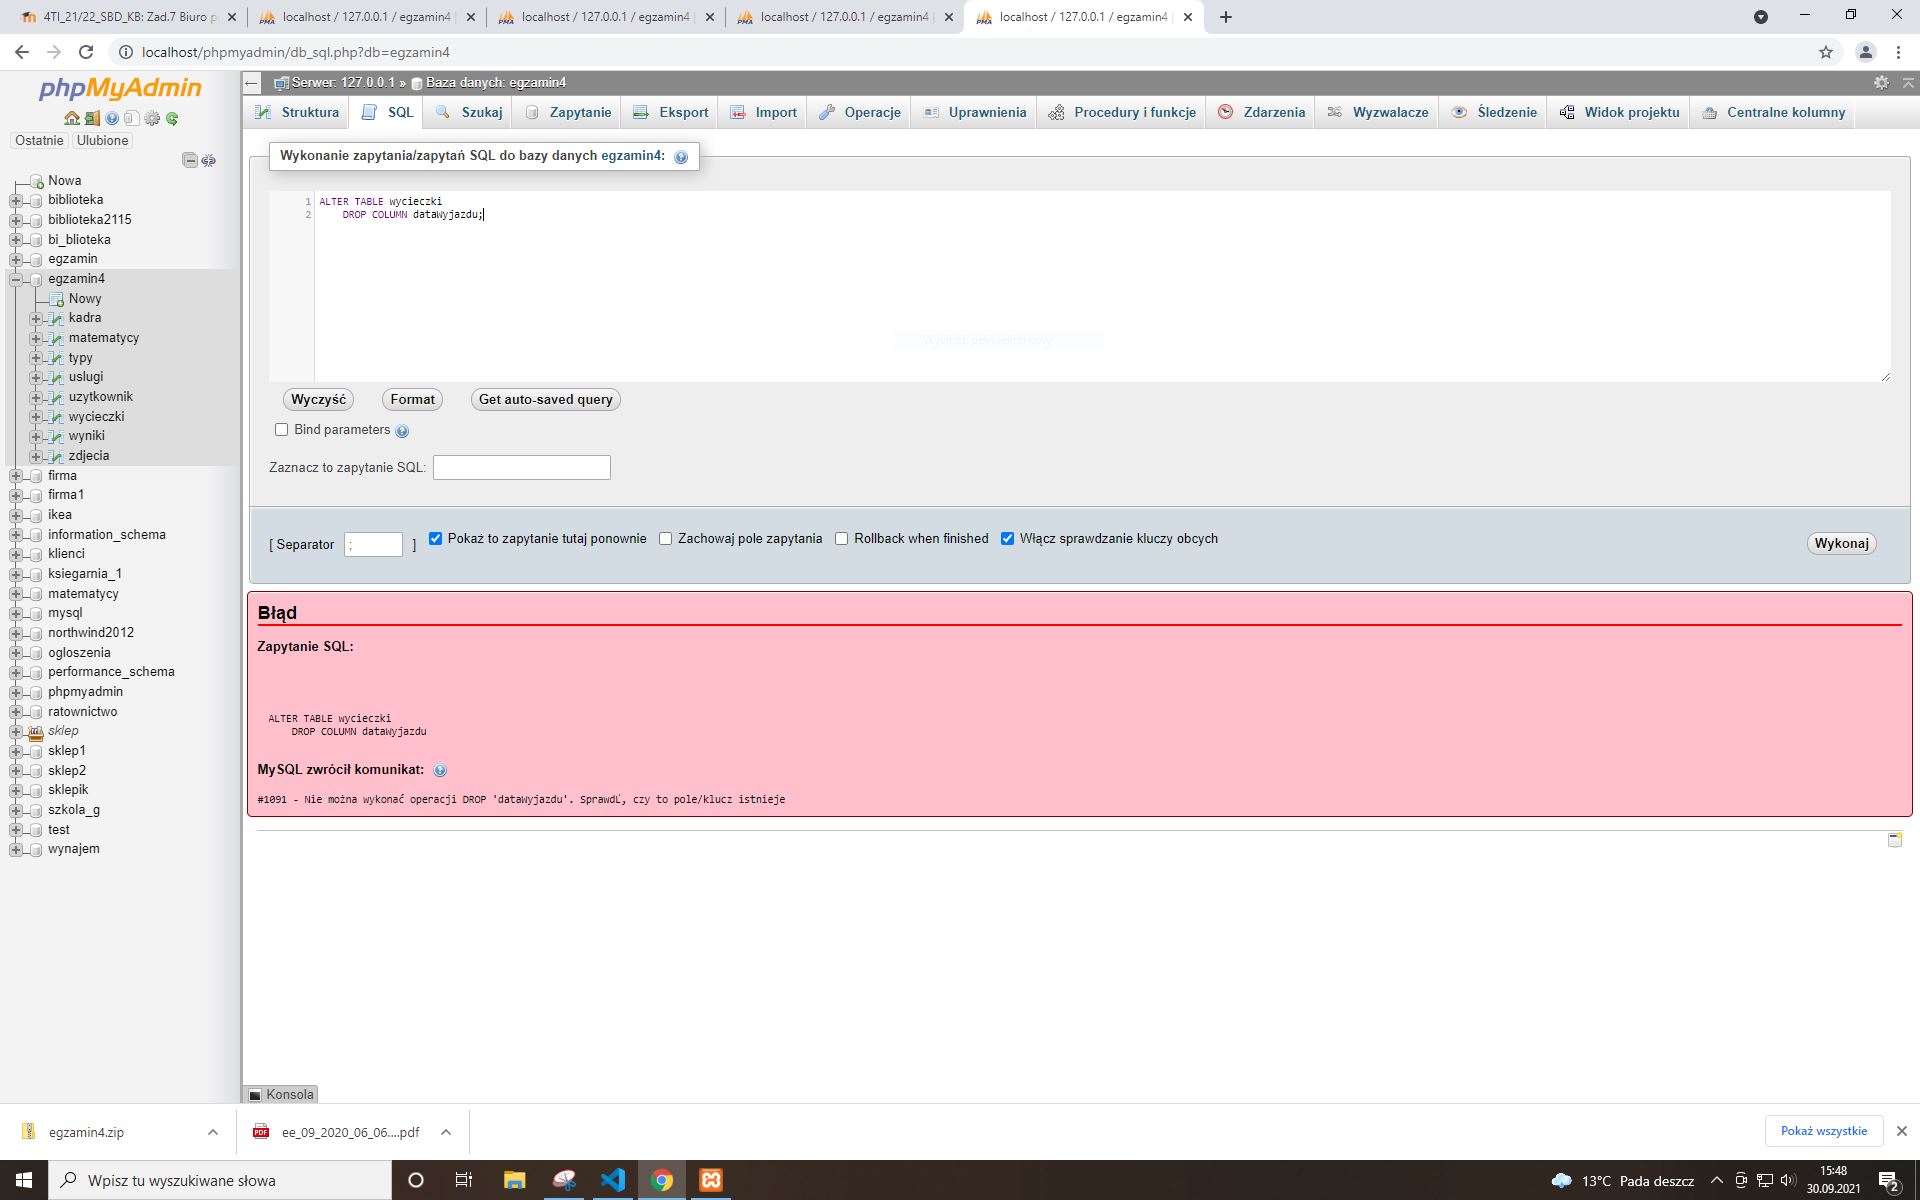 4TI_21/22_SBD_KB: Zad.7 Biuro p
localhost / 127.0.0.1 / egzamin4
localhost / 127.0.0.1 / egzamin4
localhost / 127.0.0.1 / egzamin4
localhost / 127.0.0.1 / egzamin4
localhost/phpmyadmin/db_sql.php?db=egzamin4
phpMyAdmin
Ostatnie Ulubione
Nowa
biblioteka
biblioteka2115
bi_blioteka
egzamin
egzamin4
Nowy
kadra
matematycy
typy
uslugi
uzytkownik
wycieczki
wyniki
zdjecia
firma
firma1
ikea
information_schema
klienci
ksiegarnia_1
matematycy
mysql
northwind2012
ogloszenia
performance_schema
phpmyadmin
ratownictwo
sklep
sklep1
sklep2
sklepik
szkola_g
test
wynajem
Serwer: 127.0.0.1 » Baza danych: egzamin4
Struktura SQL Szukaj Zapytanie Eksport Import Operacje Uprawnienia Procedury i funkcje Zdarzenia Wyzwalacze Śledzenie Widok projektu Centralne kolumny
Wykonanie zapytania/zapytań SQL do bazy danych egzamin4:
1 ALTER TABLE wycieczki
2 DROP COLUMN dataWyjazdu;
Wycinek pełnoekranowy
Wyczyść Format Get auto-saved query
Bind parameters
Zaznacz to zapytanie SQL:
[ Separator ; ] Pokaż to zapytanie tutaj ponownie Zachowaj pole zapytania Rollback when finished Włącz sprawdzanie kluczy obcych Wykonaj
Błąd
Zapytanie SQL:
ALTER TABLE wycieczki
DROP COLUMN dataWyjazdu
MySQL zwrócił komunikat:
#1091 - Nie można wykonać operacji DROP 'dataWyjazdu'. SprawdĽ, czy to pole/klucz istnieje
Konsola
egzamin4.zip
PDF
ee_09_2020_06_06....pdf
Pokaż wszystkie
Wpisz tu wyszukiwane słowa
13°C Pada deszcz
15:48
30.09.2021
2